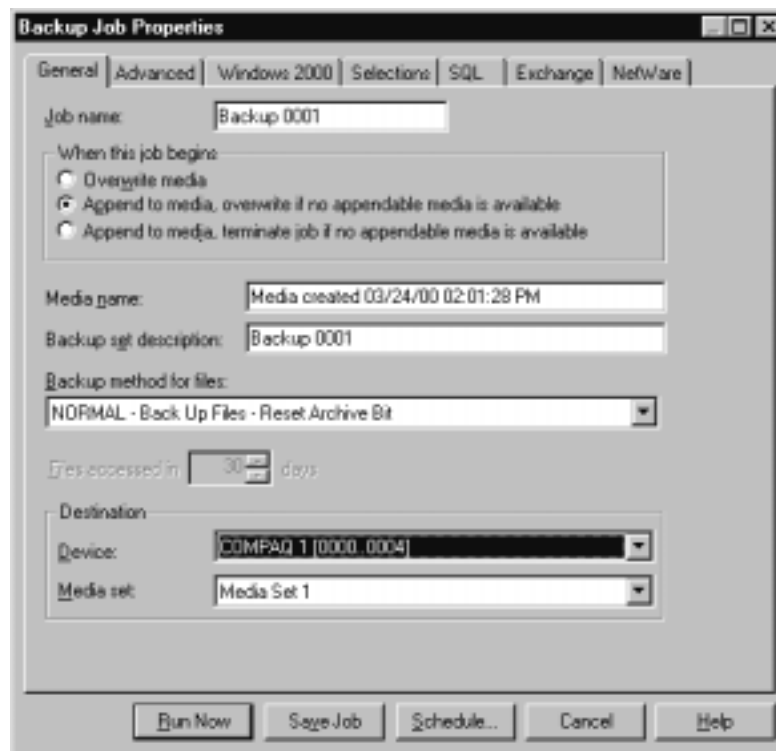 Backup Job Properties
General Advanced Windows 2000 Selections SQL Exchange NetWare
Job name: Backup 0001
When this job begins
Overwrite media
Append to media, overwrite if no appendable media is available
Append to media, terminate job if no appendable media is available
Media name: Media created 03/24/00 02:01:28 PM
Backup set description: Backup 0001
Backup method for files:
NORMAL - Back Up Files - Reset Archive Bit
Files accessed in 30 days
Destination
Device: COMPAQ 1 [0000..0004]
Media set: Media Set 1
Run Now Save Job Schedule... Cancel Help